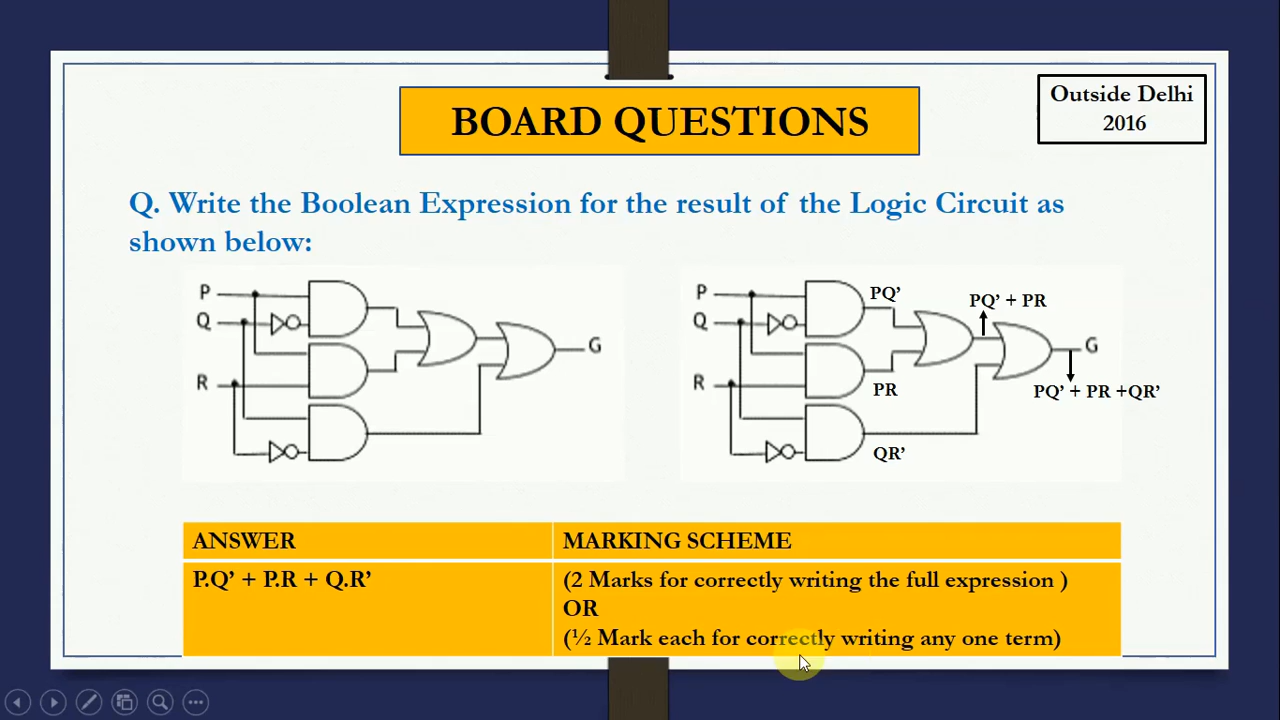 BOARD QUESTIONS
Outside Delhi
2016
Q. Write the Boolean Expression for the result of the Logic Circuit as
shown below:
P
Q
R
G
P
Q
R
PQ’
PR
QR’
PQ’ + PR
G
PQ’ + PR +QR’
ANSWER
MARKING SCHEME
P.Q’ + P.R + Q.R’
(2 Marks for correctly writing the full expression )
OR
(½ Mark each for correctly writing any one term)